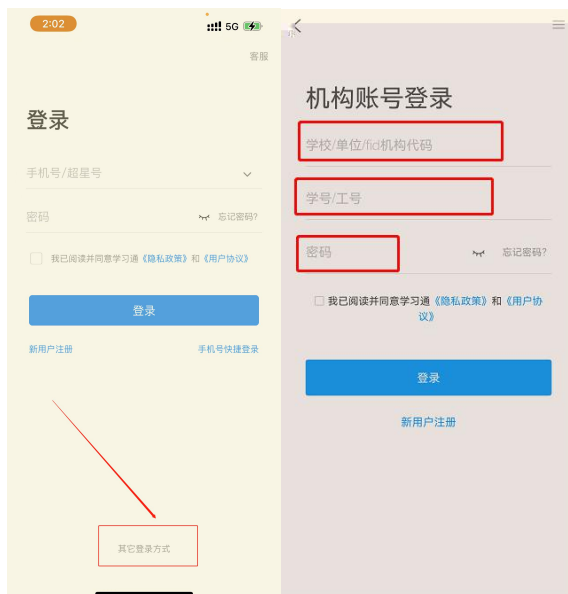 2:02
5G
客服
登录
手机号/超星号
密码
忘记密码?
我已阅读并同意学习通《隐私政策》和《用户协议》
登录
新用户注册
手机号快捷登录
其它登录方式
机构账号登录
学校/单位/fid机构代码
学号/工号
密码
忘记密码?
我已阅读并同意学习通《隐私政策》和《用户协
议》
登录
新用户注册